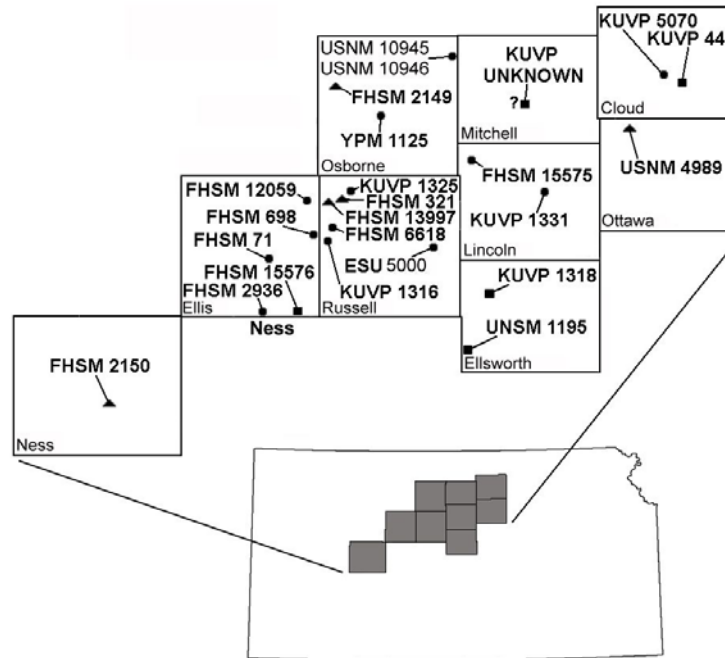 KUVP 5070
KUVP 44
Cloud
USNM 10945
USNM 10946
FHSM 2149
YPM 1125
Osborne
KUVP
UNKNOWN
?
Mitchell
USNM 4989
Ottawa
FHSM 15575
KUVP 1331
Lincoln
FHSM 12059
FHSM 698
FHSM 71
FHSM 15576
FHSM 2936
Ellis
KUVP 1325
FHSM 321
FHSM 13997
FHSM 6618
ESU 5000
KUVP 1316
Russell
KUVP 1318
UNSM 1195
Ellsworth
Ness
FHSM 2150
Ness